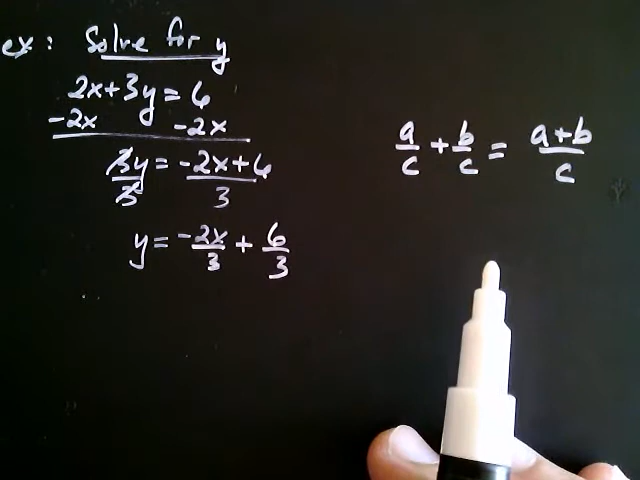 ex: Solve for y
2x+3y=6
-2x -2x
3y/3 = -2x+6/3
y = -2x/3 + 6/3
a/c + b/c = a+b/c